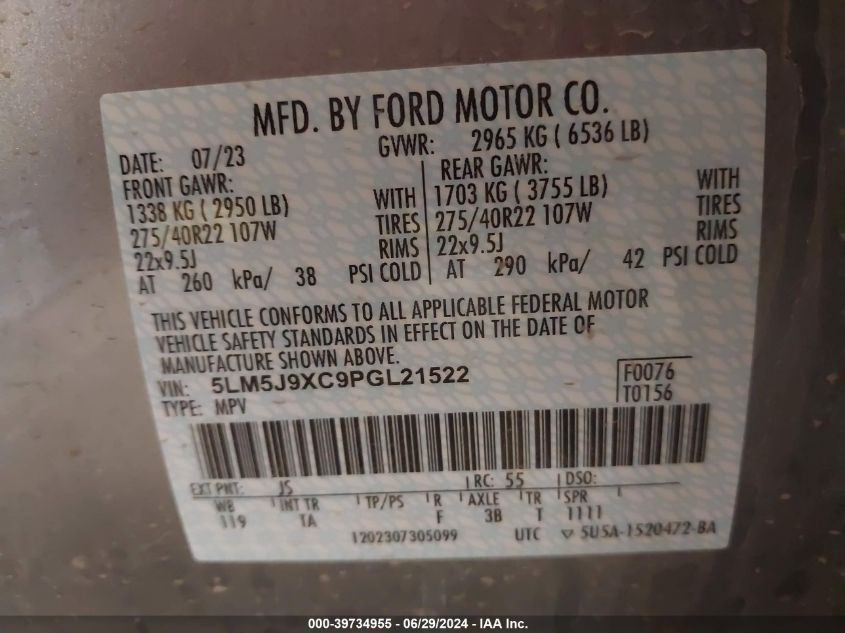 MFD. BY FORD MOTOR CO.
DATE: 07/23 GVWR: 2965 KG ( 6536 LB)
FRONT GAWR: REAR GAWR:
1338 KG ( 2950 LB) WITH 1703 KG ( 3755 LB) WITH
275/40R22 107W TIRES 275/40R22 107W TIRES
22x9.5J RIMS 22x9.5J RIMS
AT 260 kPa/ 38 PSI COLD AT 290 kPa/ 42 PSI COLD
THIS VEHICLE CONFORMS TO ALL APPLICABLE FEDERAL MOTOR
VEHICLE SAFETY STANDARDS IN EFFECT ON THE DATE OF
MANUFACTURE SHOWN ABOVE.
VIN: 5LM5J9XC9PGL21522 F0076
TYPE: MPV T0156
EXT PNT: JS RC: 55 DSO:
WB INT TR TP/PS R AXLE TR SPR
119 TA F 3B T 1111
1202307305099 UTC ▽ 5U5A-1520472-BA
000-39734955 - 06/29/2024 - IAA Inc.